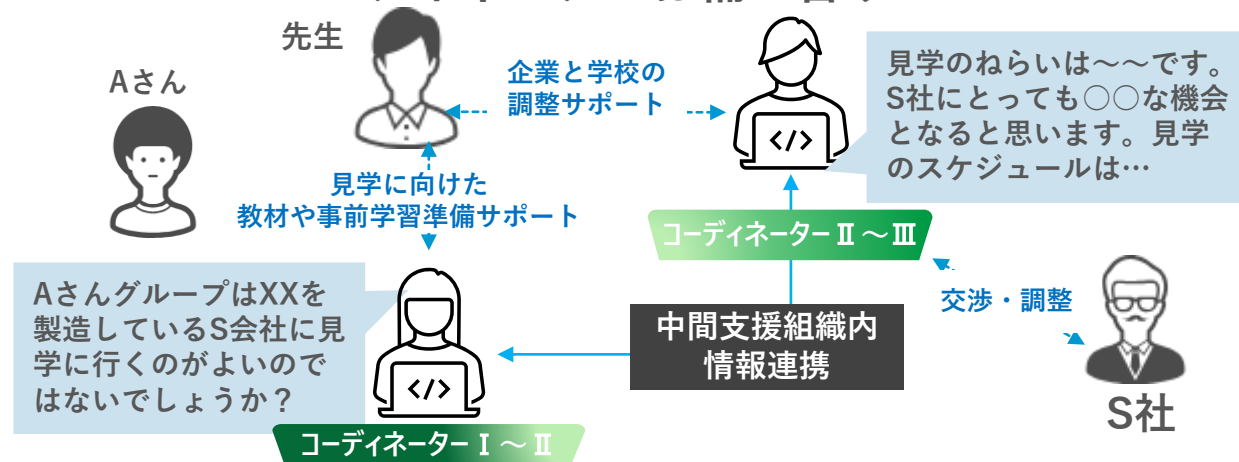 先生
Aさん
企業と学校の
調整サポート
見学のねらいは～～です。
S社にとっても○○な機会
となると思います。見学
のスケジュールは…
見学に向けた
教材や事前学習準備サポート
コーディネーターⅡ～Ⅲ
AさんグループはXXを
製造しているS会社に見
学に行くのがよいので
はないでしょうか？
中間支援組織内
情報連携
交渉・調整
S社
コーディネーターⅠ～Ⅱ